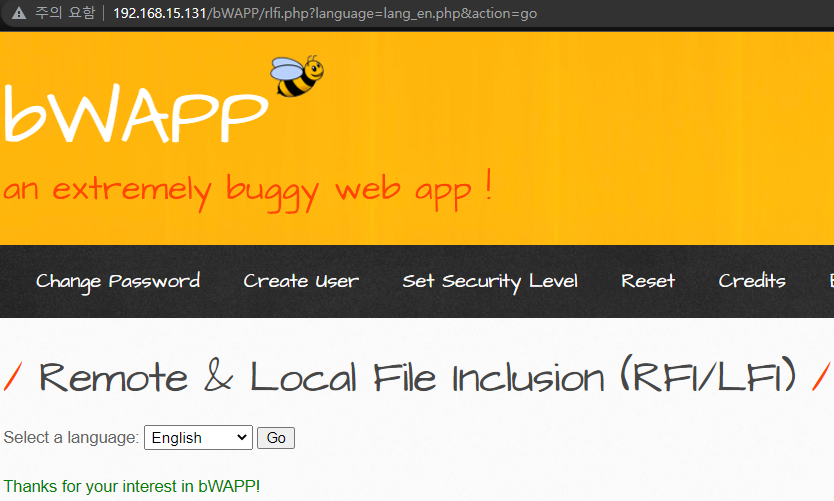 주의 요함 192.168.15.131/bWAPP/rlfi.php?language=lang_en.php&action=go
bWAPP
an extremely buggy web app !
Change Password Create User Set Security Level Reset Credits
/ Remote & Local File Inclusion (RFI/LFI) /
Select a language: English Go
Thanks for your interest in bWAPP!